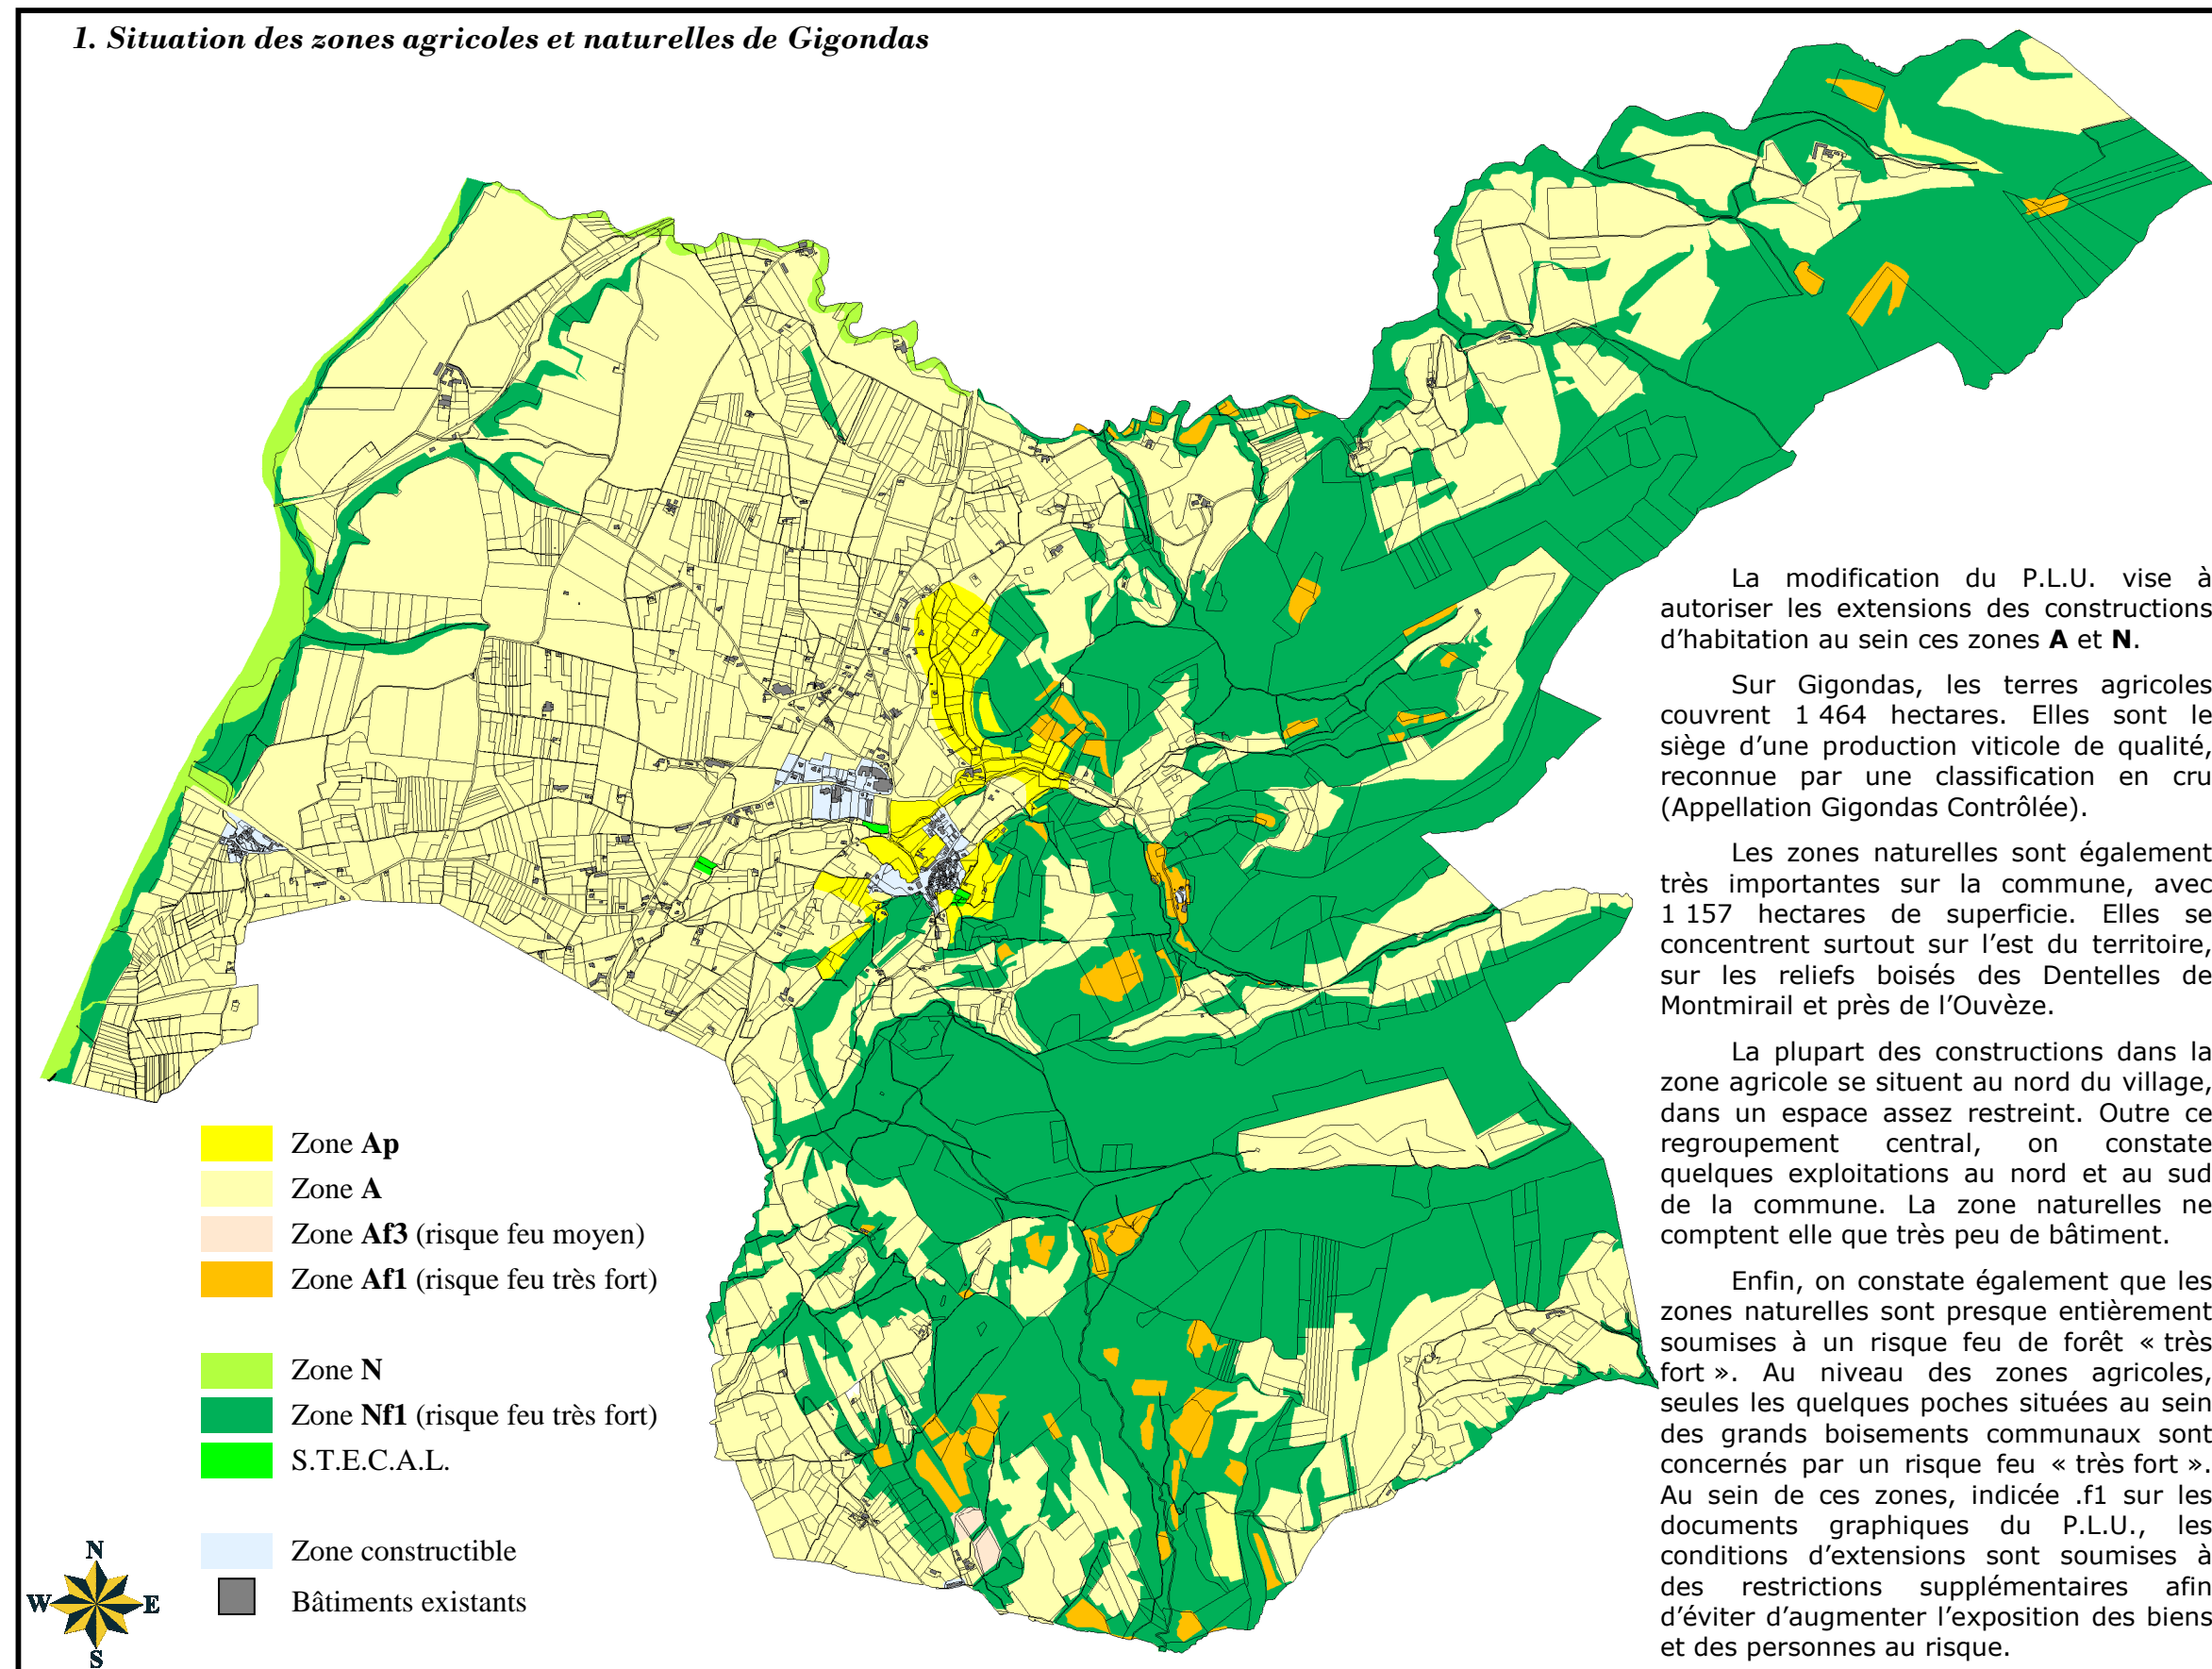 1. Situation des zones agricoles et naturelles de Gigondas
La modification du P.L.U. vise à
autoriser les extensions des constructions
d'habitation au sein ces zones A et N.
Sur Gigondas, les terres agricoles
couvrent 1 464 hectares. Elles sont le
siège d'une production viticole de qualité,
reconnue par une classification en cru
(Appellation Gigondas Contrôlée).
Les zones naturelles sont également
très importantes sur la commune, avec
1 157 hectares de superficie. Elles se
concentrent surtout sur l'est du territoire,
sur les reliefs boisés des Dentelles de
Montmirail et près de l'Ouvèze.
La plupart des constructions dans la
zone agricole se situent au nord du village,
dans un espace assez restreint. Outre ce
regroupement central, on constate
quelques exploitations au nord et au sud
de la commune. La zone naturelles ne
comptent elle que très peu de bâtiment.
Enfin, on constate également que les
zones naturelles sont presque entièrement
soumises à un risque feu de forêt « très
fort ». Au niveau des zones agricoles,
seules les quelques poches situées au sein
des grands boisements communaux sont
concernés par un risque feu « très fort ».
Au sein de ces zones, indicée .f1 sur les
documents graphiques du P.L.U., les
conditions d'extensions sont soumises à
des restrictions supplémentaires afin
d'éviter d'augmenter l'exposition des biens
et des personnes au risque.
Zone Ap
Zone A
Zone Af3 (risque feu moyen)
Zone Af1 (risque feu très fort)
Zone N
Zone Nf1 (risque feu très fort)
S.T.E.C.A.L.
Zone constructible
Bâtiments existants
N
W E
S